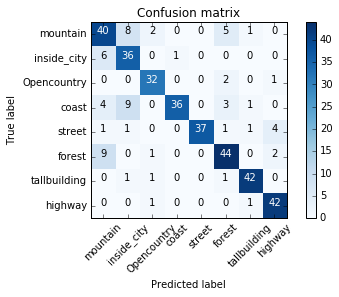 Confusion matrix
mountain 40 8 2 0 0 5 1 0
inside_city 6 36 0 1 0 0 0 0
Opencountry 0 0 32 0 0 2 0 1
coast 4 9 0 36 0 3 1 0
street 1 1 0 0 37 1 1 4
forest 9 0 1 0 0 44 0 2
tallbuilding 0 1 1 0 0 1 42 0
highway 0 0 1 0 0 0 1 42
True label
mountain inside_city Opencountry coast street forest tallbuilding highway
Predicted label
40
35
30
25
20
15
10
5
0